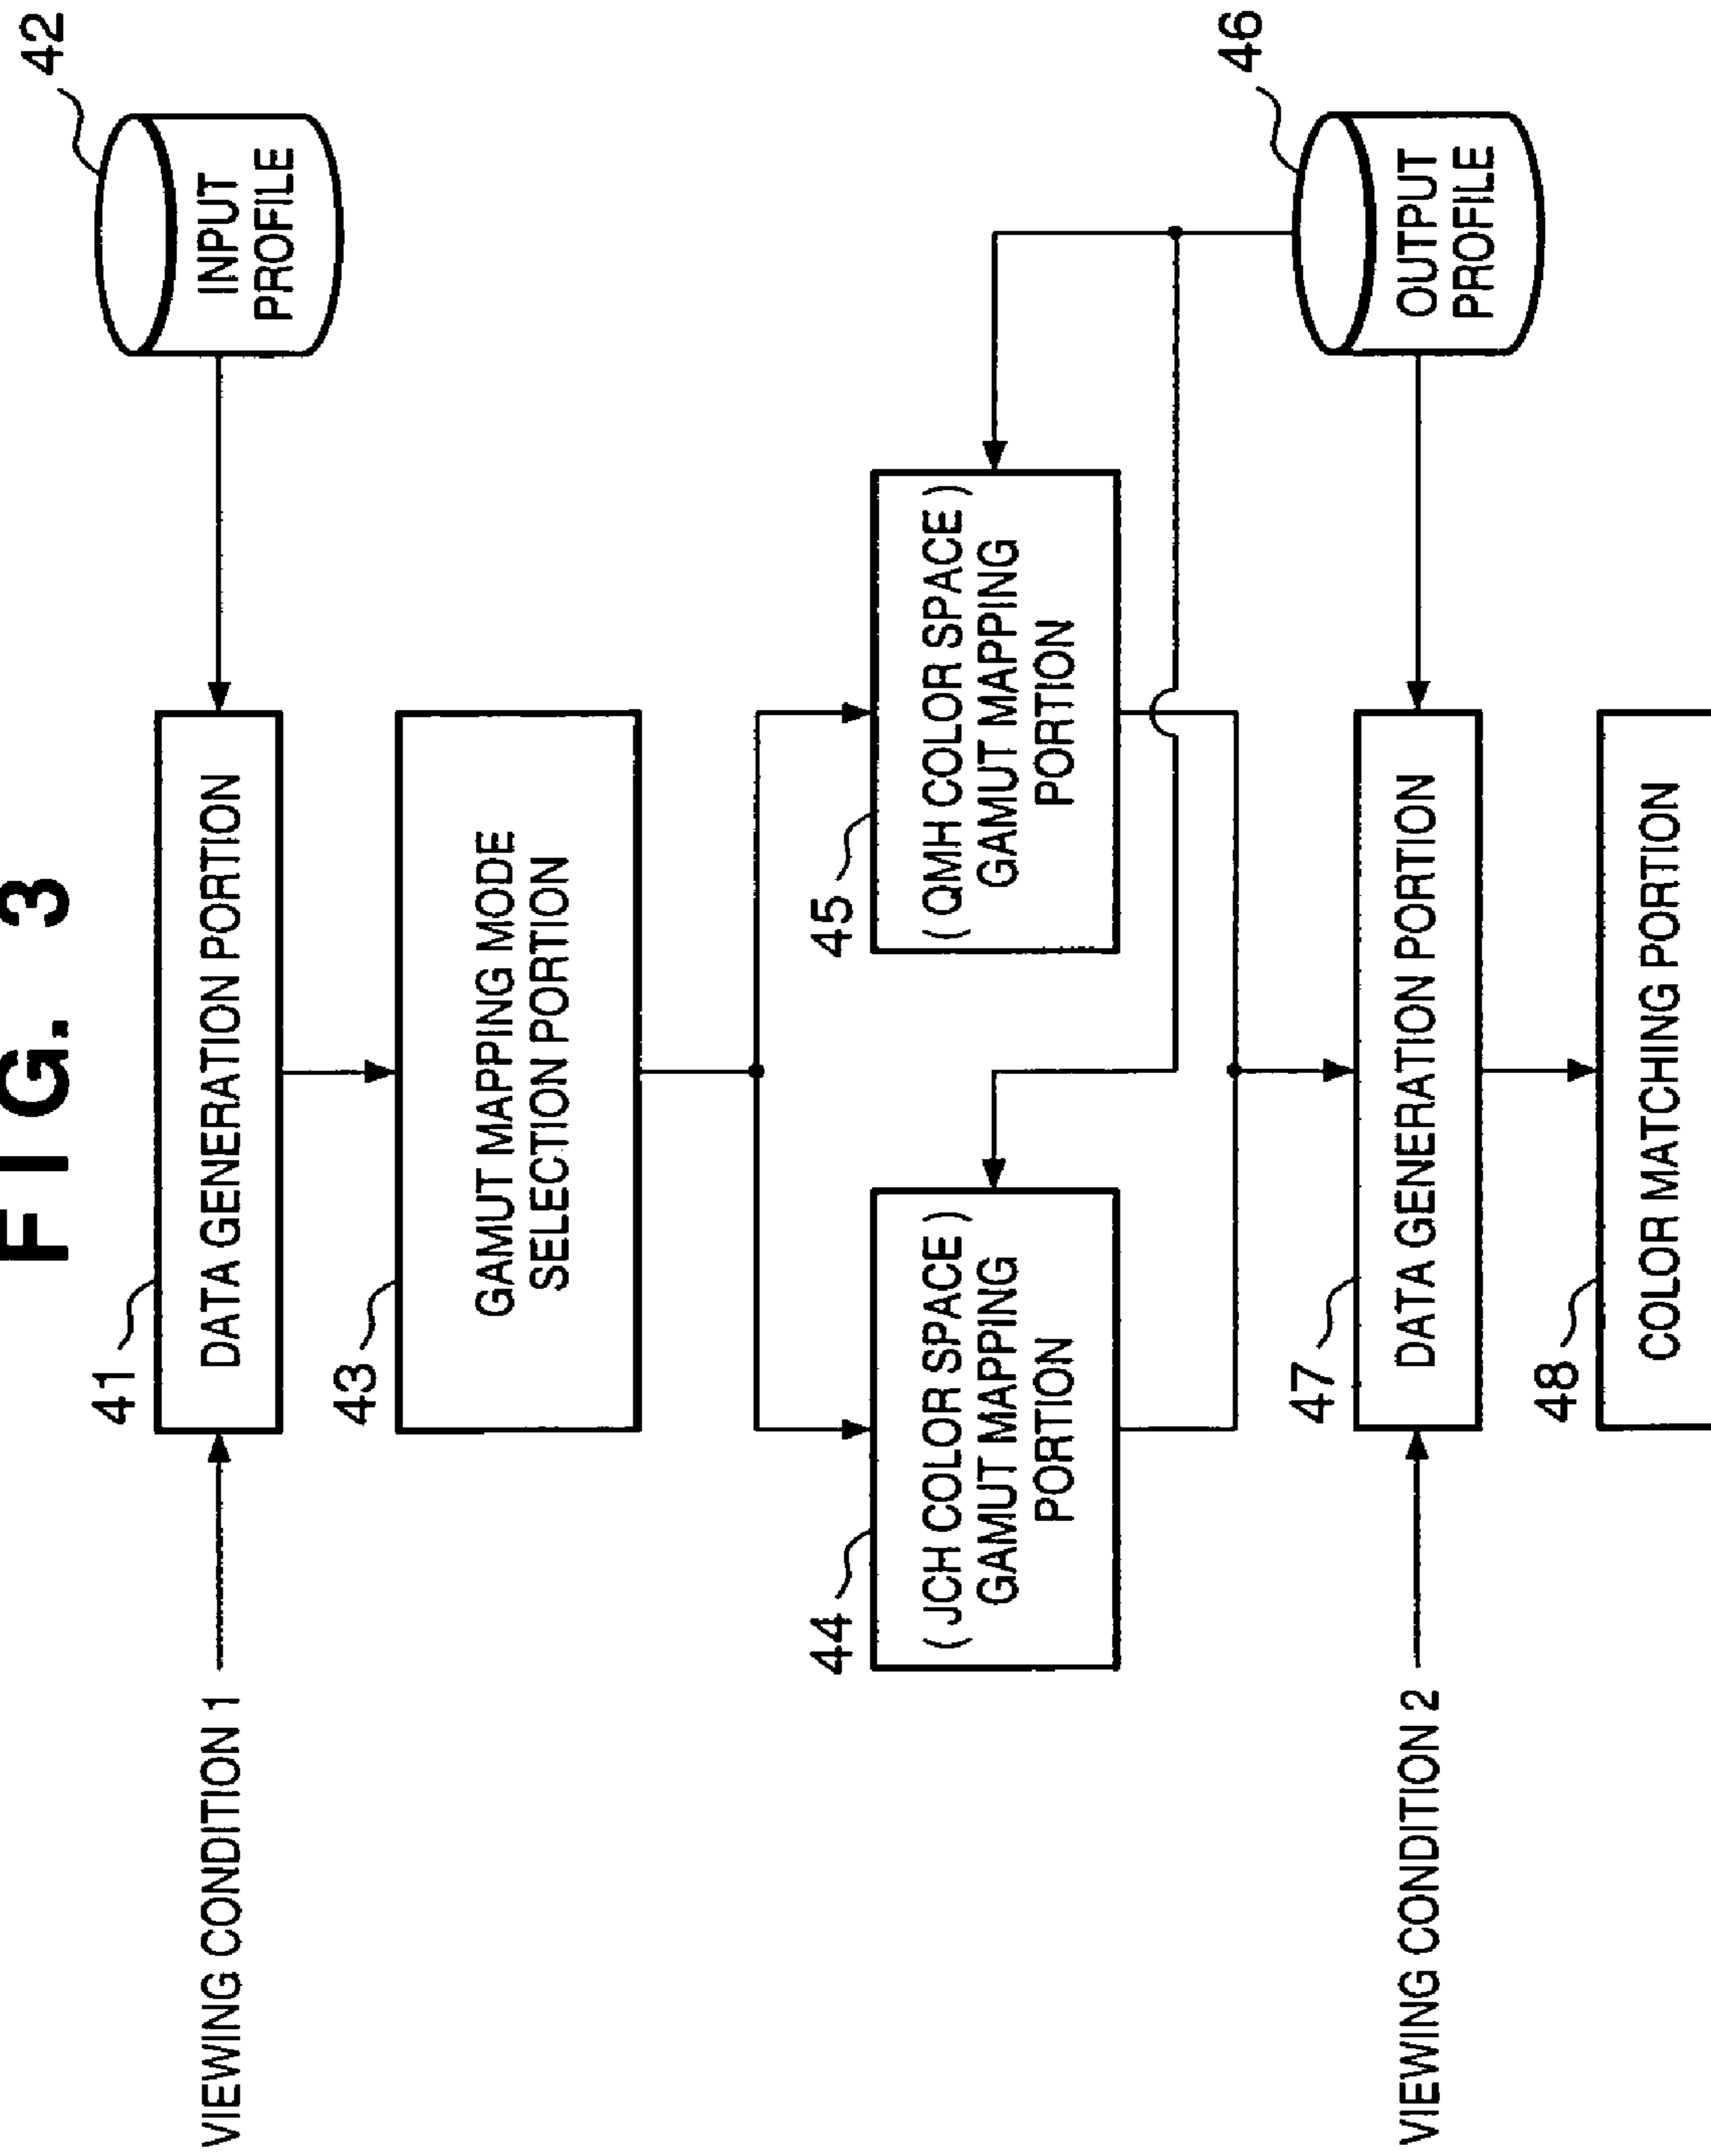 FIG. 3
42
INPUT
PROFILE
41
DATA GENERATION PORTION
VIEWING CONDITION 1
43
GAMUT MAPPING MODE
SELECTION PORTION
44
( JCH COLOR SPACE )
GAMUT MAPPING
PORTION
45
( QMH COLOR SPACE )
GAMUT MAPPING
PORTION
46
OUTPUT
PROFILE
47
DATA GENERATION PORTION
VIEWING CONDITION 2
48
COLOR MATCHING PORTION